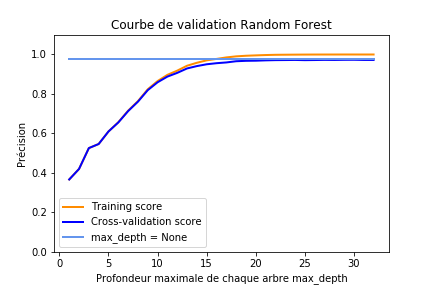 Courbe de validation Random Forest
Précision
1.0
0.8
0.6
0.4
0.2
0.0
Training score
Cross-validation score
max_depth = None
0 5 10 15 20 25 30
Profondeur maximale de chaque arbre max_depth